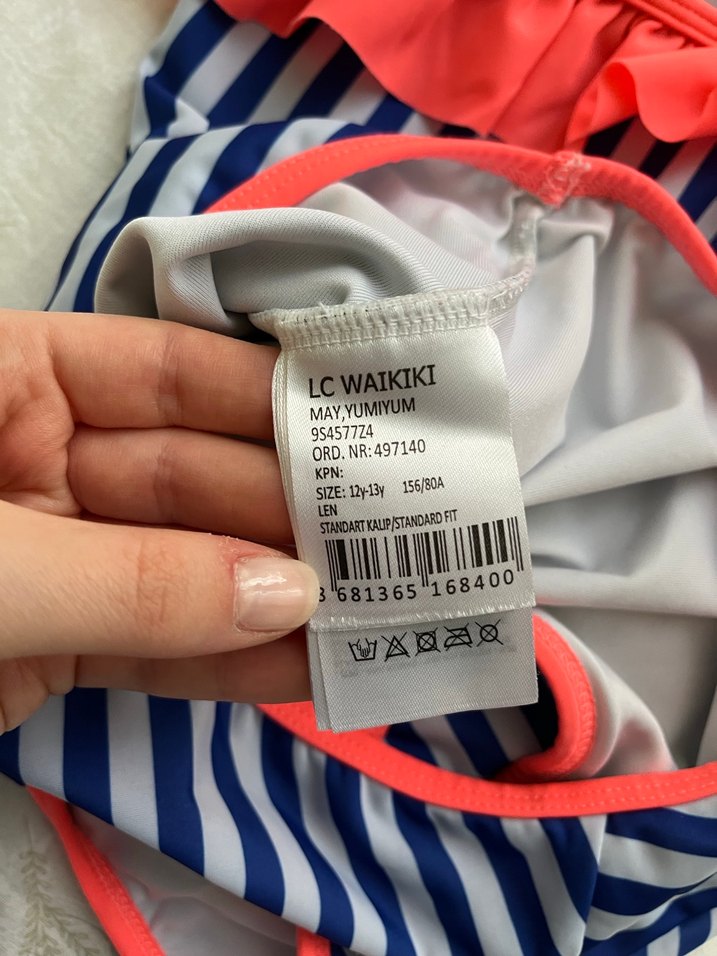 LC WAIKIKI
MAY,YUMIYUM
9S4577Z4
ORD. NR:497140
KPN:
SIZE: 12y-13y 156/80A
LEN
STANDART KALIP/STANDARD FIT
8 681365 168400